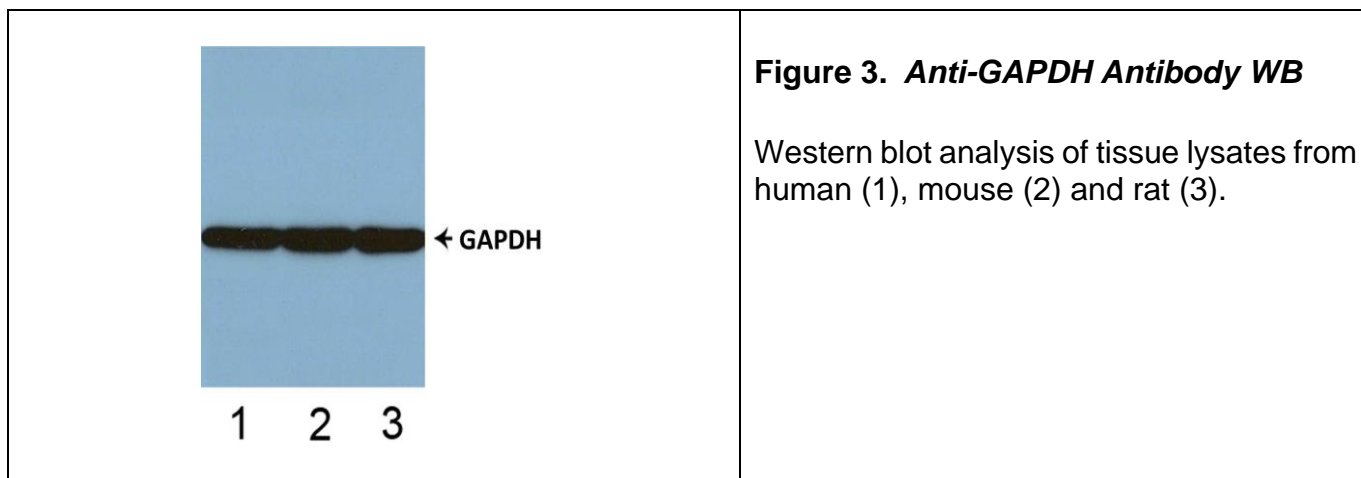 GAPDH
1 2 3
Figure 3. Anti-GAPDH Antibody WB
Western blot analysis of tissue lysates from
human (1), mouse (2) and rat (3).